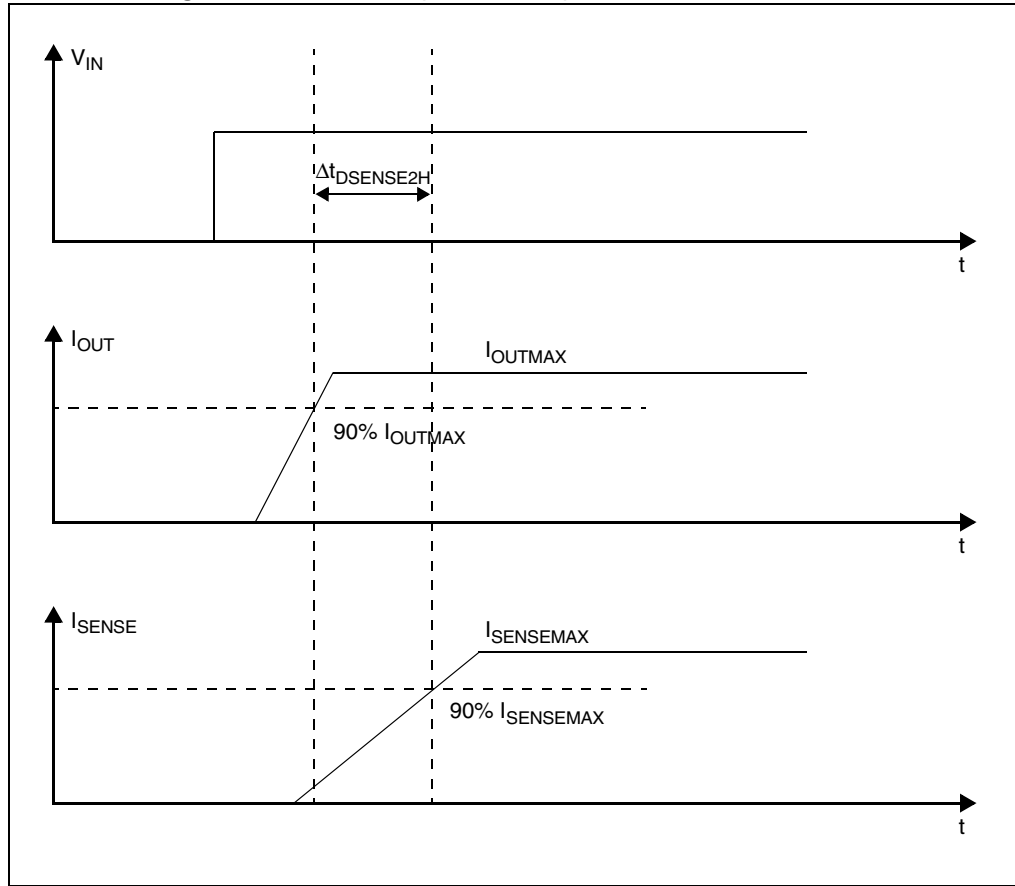 V_IN
Δt_DSENSE2H
t
I_OUT
I_OUTMAX
90% I_OUTMAX
t
I_SENSE
I_SENSEMAX
90% I_SENSEMAX
t